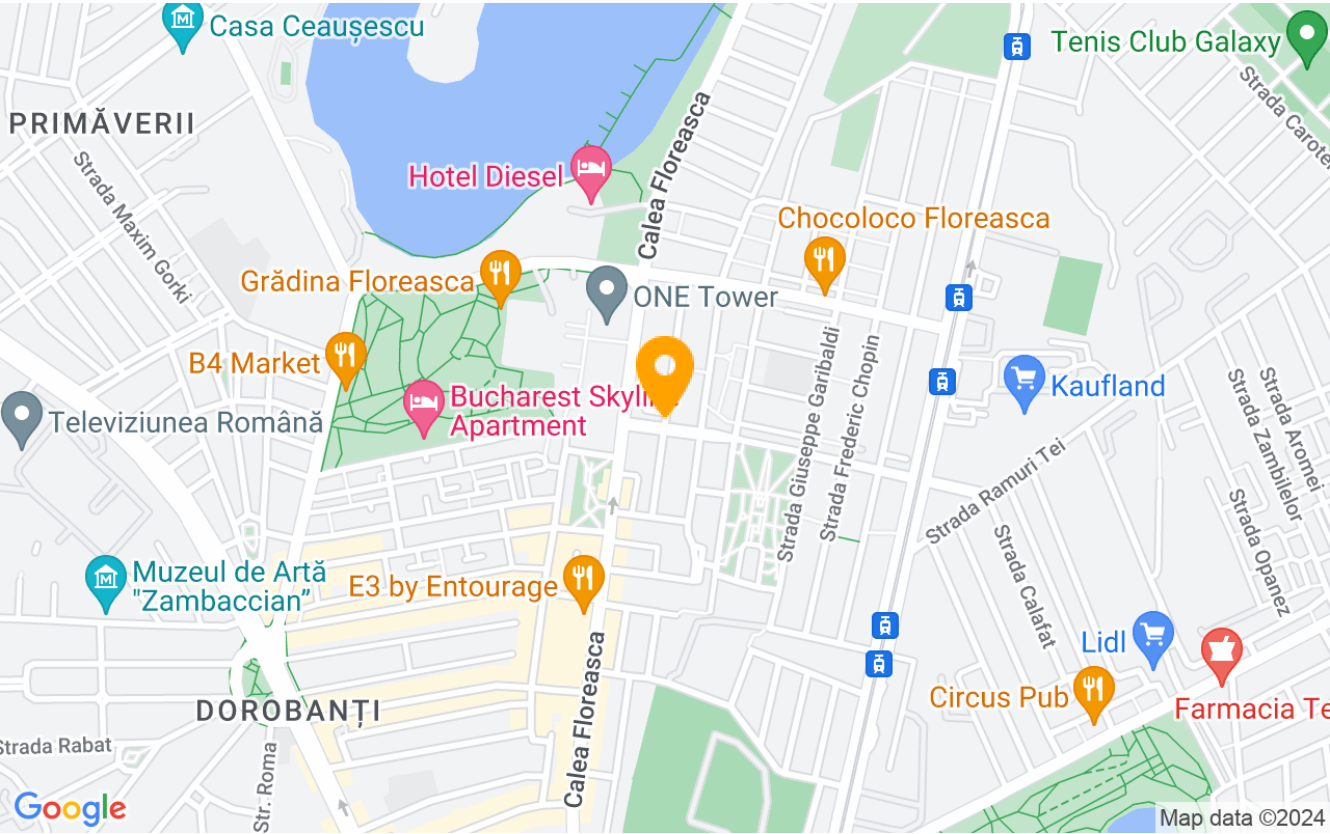 Casa Ceaușescu
Tenis Club Galaxy
Strada Carotei
PRIMĂVERII
Strada Maxim Gorki
Hotel Diesel
Calea Floreasca
Chocoloco Floreasca
Grădina Floreasca
ONE Tower
B4 Market
Bucharest Skyline
Apartment
Kaufland
Televiziunea Română
Strada Giuseppe Garibaldi
Strada Frederic Chopin
Strada Ramuri Tei
Strada Zambilelor
Strada Aromei
Strada Opanez
Strada Calafat
Muzeul de Artă
"Zambaccian”
E3 by Entourage
Lidl
Circus Pub
Farmacia Te
DOROBANȚI
Calea Floreasca
Strada Rabat
Str. Roma
Google
Map data ©2024